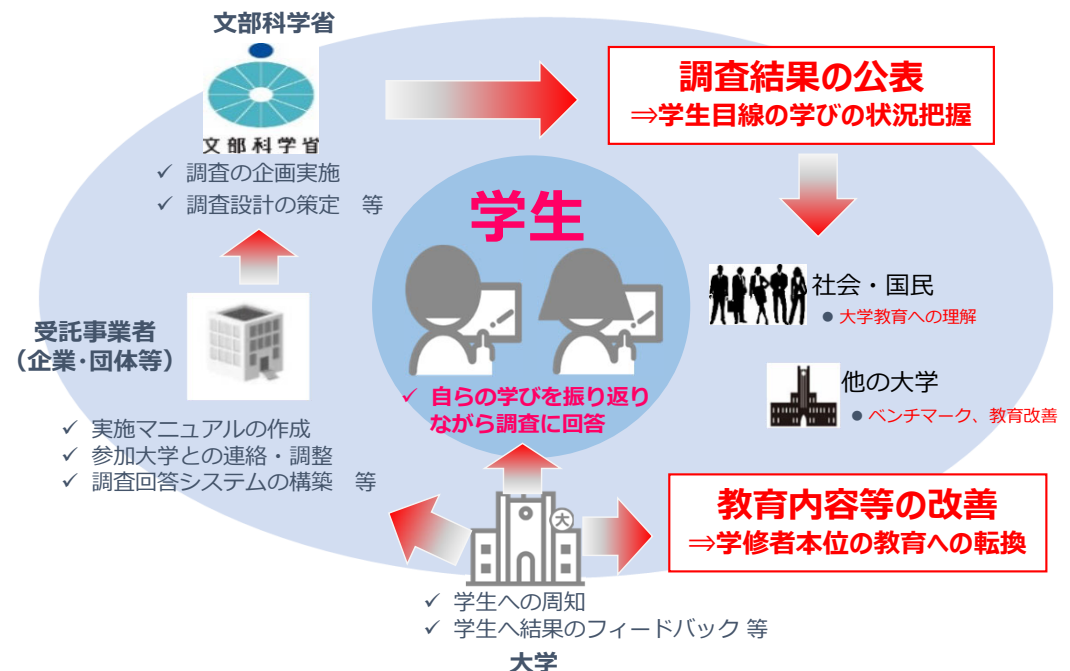 文部科学省
文部科学省
✓ 調査の企画実施
✓ 調査設計の策定　等
調査結果の公表
⇒学生目線の学びの状況把握
学生
✓ 自らの学びを振り返り
ながら調査に回答
社会・国民
● 大学教育への理解
他の大学
● ベンチマーク、教育改善
受託事業者
（企業・団体等）
✓ 実施マニュアルの作成
✓ 参加大学との連絡・調整
✓ 調査回答システムの構築　等
教育内容等の改善
⇒学修者本位の教育への転換
大
✓ 学生への周知
✓ 学生へ結果のフィードバック 等
大学